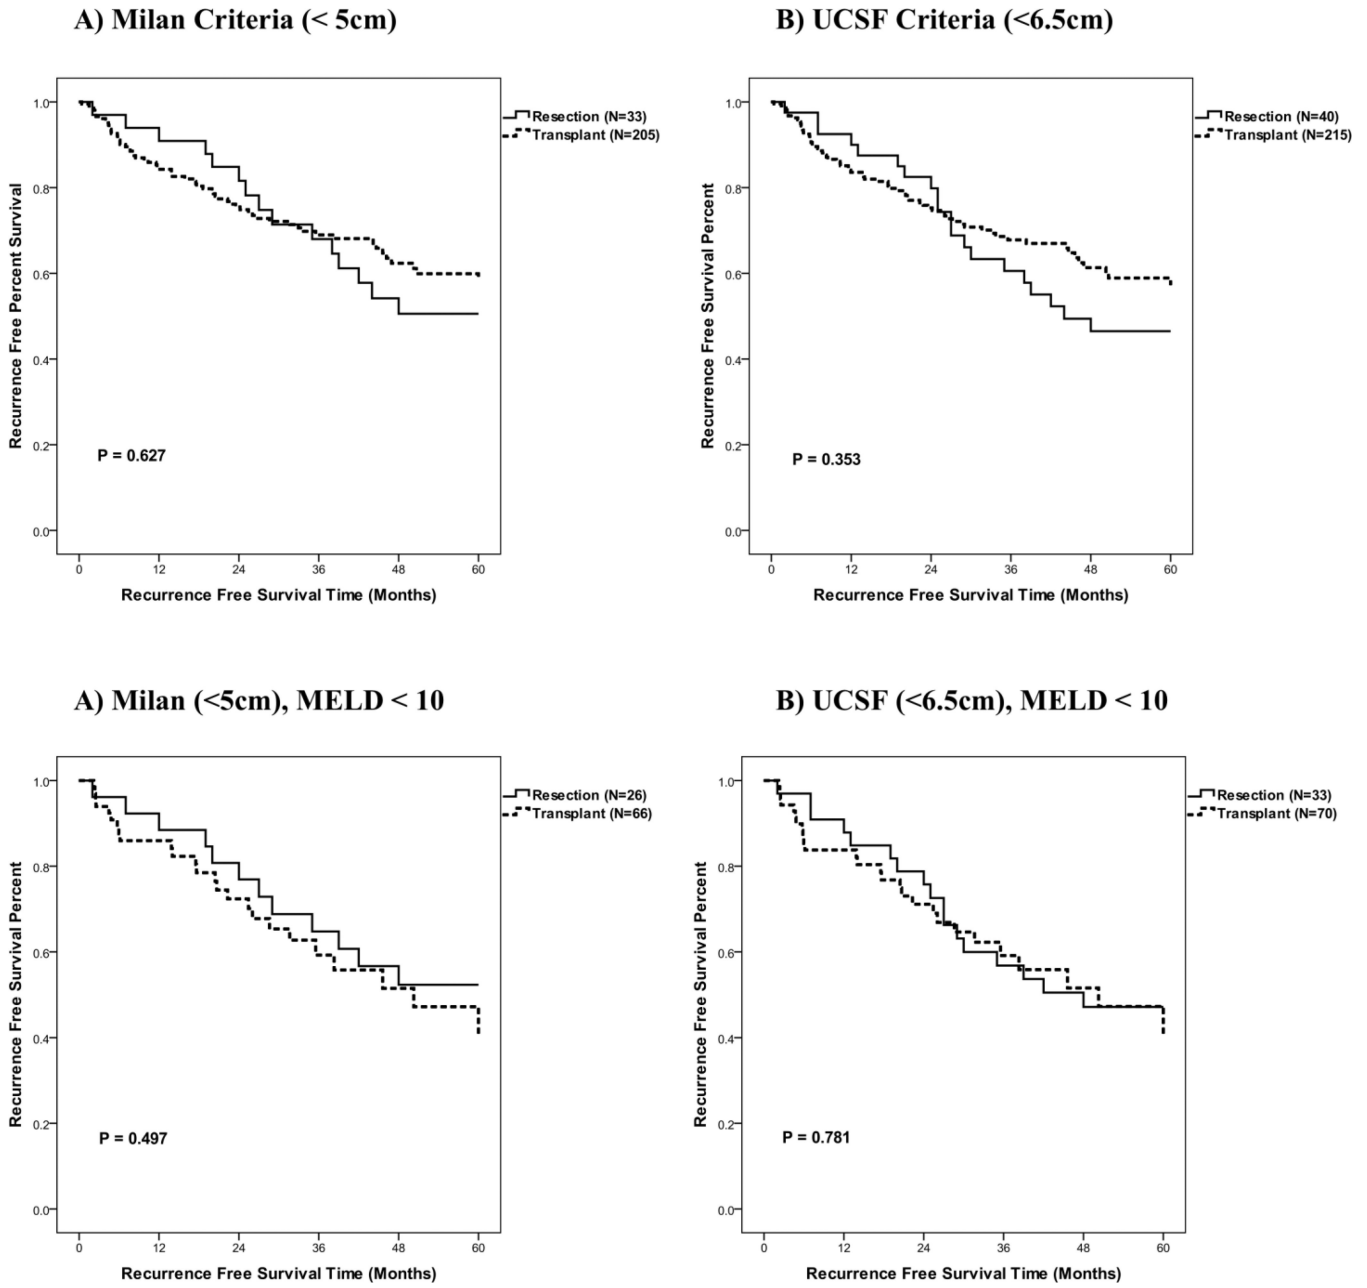 A) Milan Criteria (< 5cm)
B) UCSF Criteria (<6.5cm)
Recurrence Free Percent Survival
1.0
0.8
0.6
0.4
0.2
0.0
Resection (N=33)
Transplant (N=205)
P = 0.627
0 12 24 36 48 60
Recurrence Free Survival Time (Months)
Recurrence Free Survival Percent
1.0
0.8
0.6
0.4
0.2
0.0
Resection (N=40)
Transplant (N=215)
P = 0.353
0 12 24 36 48 60
Recurrence Free Survival Time (Months)
A) Milan (<5cm), MELD < 10
B) UCSF (<6.5cm), MELD < 10
Recurrence Free Survival Percent
1.0
0.8
0.6
0.4
0.2
0.0
Resection (N=26)
Transplant (N=66)
P = 0.497
0 12 24 36 48 60
Recurrence Free Survival Time (Months)
Recurrence Free Survival Percent
1.0
0.8
0.6
0.4
0.2
0.0
Resection (N=33)
Transplant (N=70)
P = 0.781
0 12 24 36 48 60
Recurrence Free Survival Time (Months)